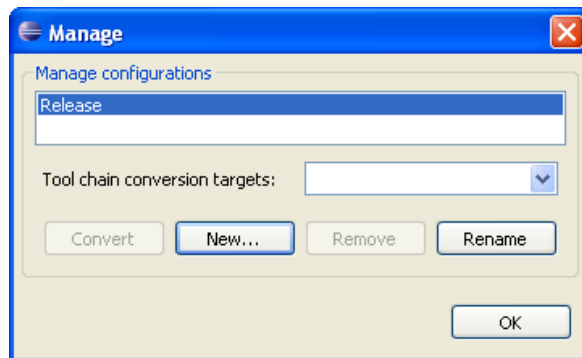 Manage
Manage configurations
Release
Tool chain conversion targets:
Convert New... Remove Rename
OK